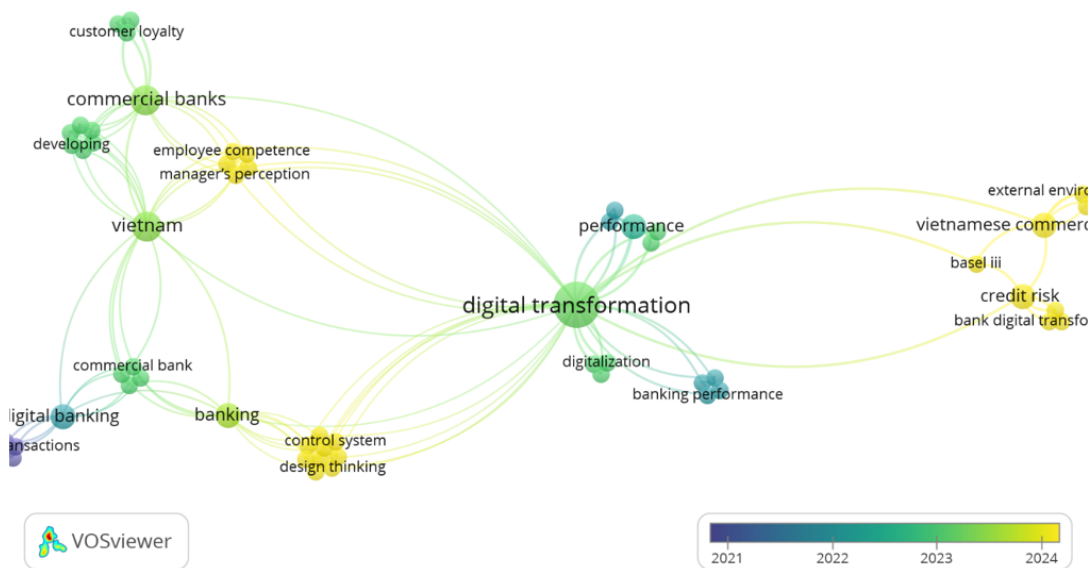 customer loyalty
commercial banks
developing
employee competence
manager's perception
vietnam
performance
external enviro
vietnamese commerc
basel iii
digital transformation
credit risk
bank digital transfo
commercial bank
digitalization
banking performance
digital banking
banking
ansactions
control system
design thinking
VOSviewer
2021 2022 2023 2024